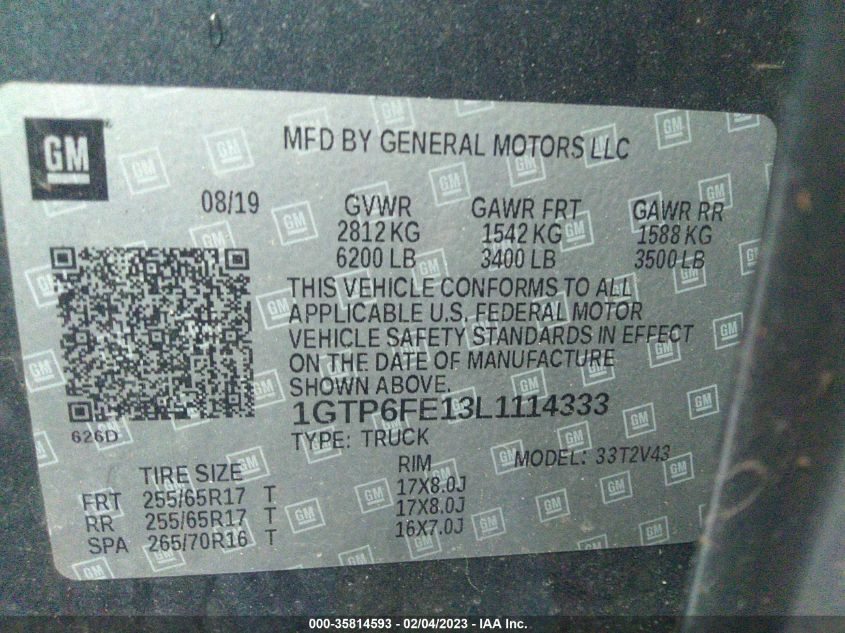 GM
MFD BY GENERAL MOTORS LLC
08/19
GVWR GAWR FRT GAWR RR
2812 KG 1542 KG 1588 KG
6200 LB 3400 LB 3500 LB
THIS VEHICLE CONFORMS TO ALL
APPLICABLE U.S. FEDERAL MOTOR
VEHICLE SAFETY STANDARDS IN EFFECT
ON THE DATE OF MANUFACTURE
SHOWN ABOVE.
1GTP6FE13L1114333
626D
TYPE: TRUCK
MODEL: 33T2V43
TIRE SIZE RIM
FRT 255/65R17 T 17X8.0J
RR 255/65R17 T 17X8.0J
SPA 265/70R16 T 16X7.0J
000-35814593 - 02/04/2023 - IAA Inc.